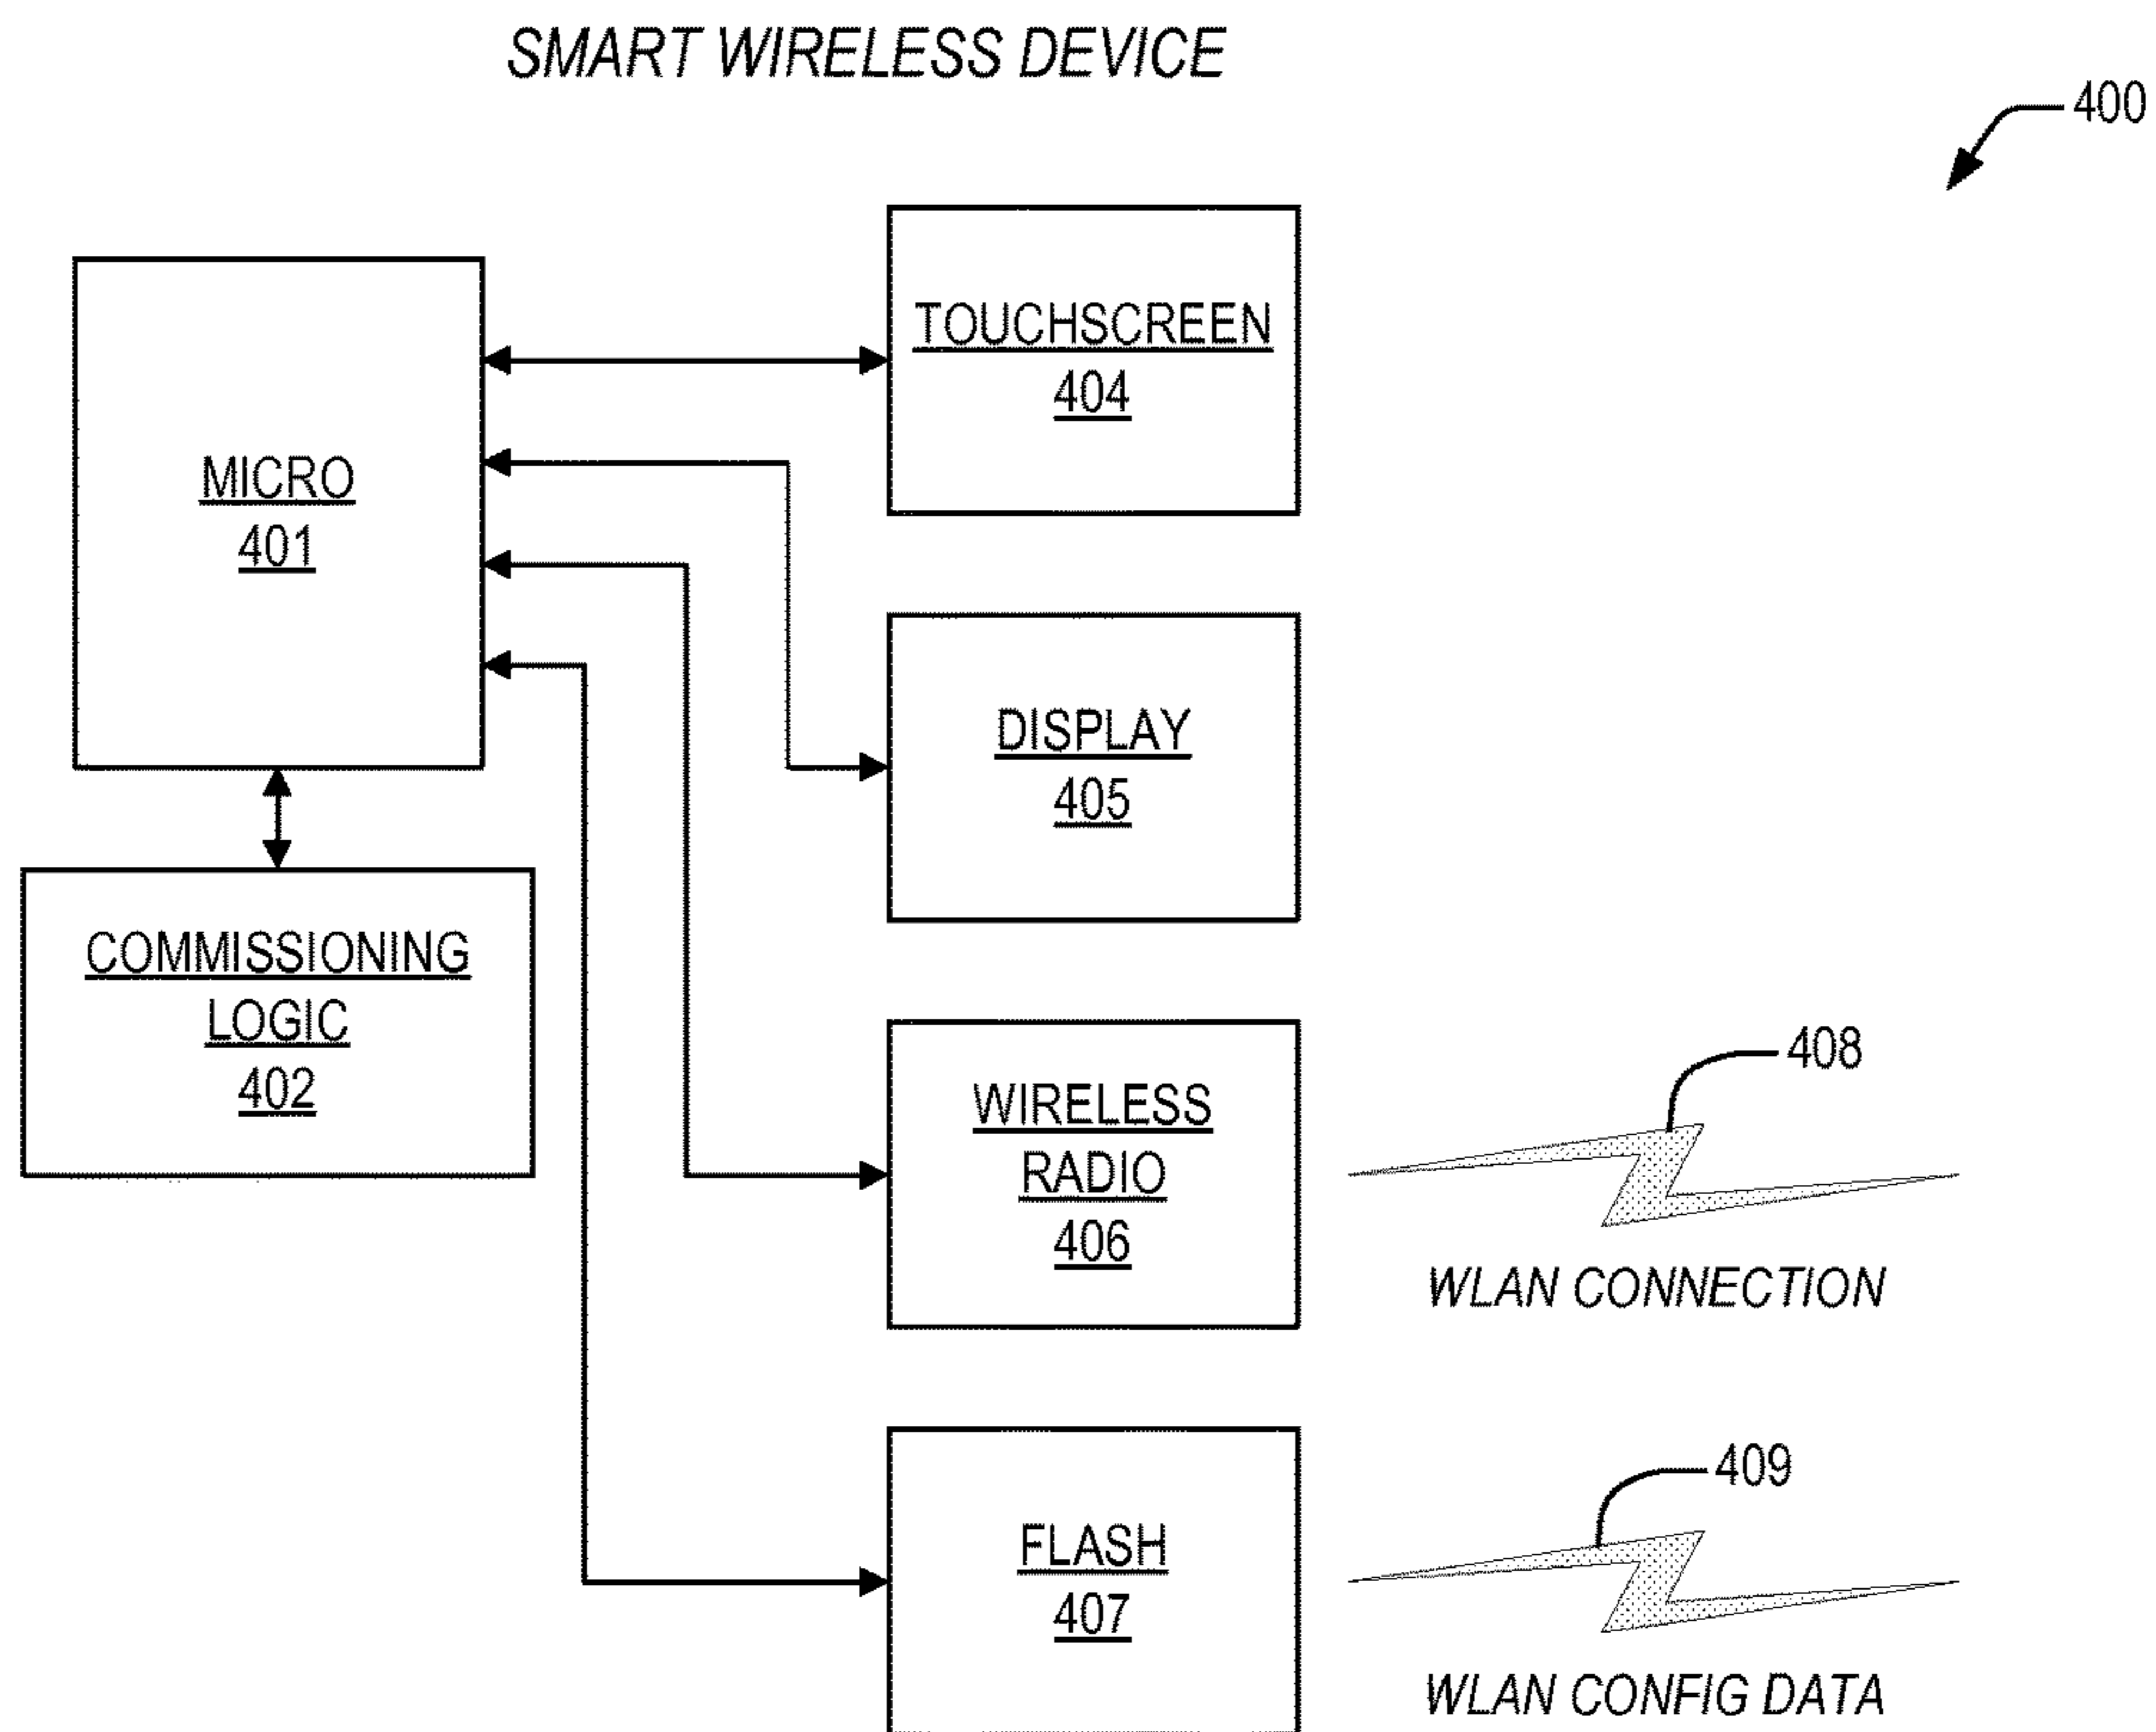 SMART WIRELESS DEVICE
400
TOUCHSCREEN
404
MICRO
401
DISPLAY
405
COMMISSIONING
LOGIC
402
WIRELESS
RADIO
406
408
WLAN CONNECTION
FLASH
407
409
WLAN CONFIG DATA